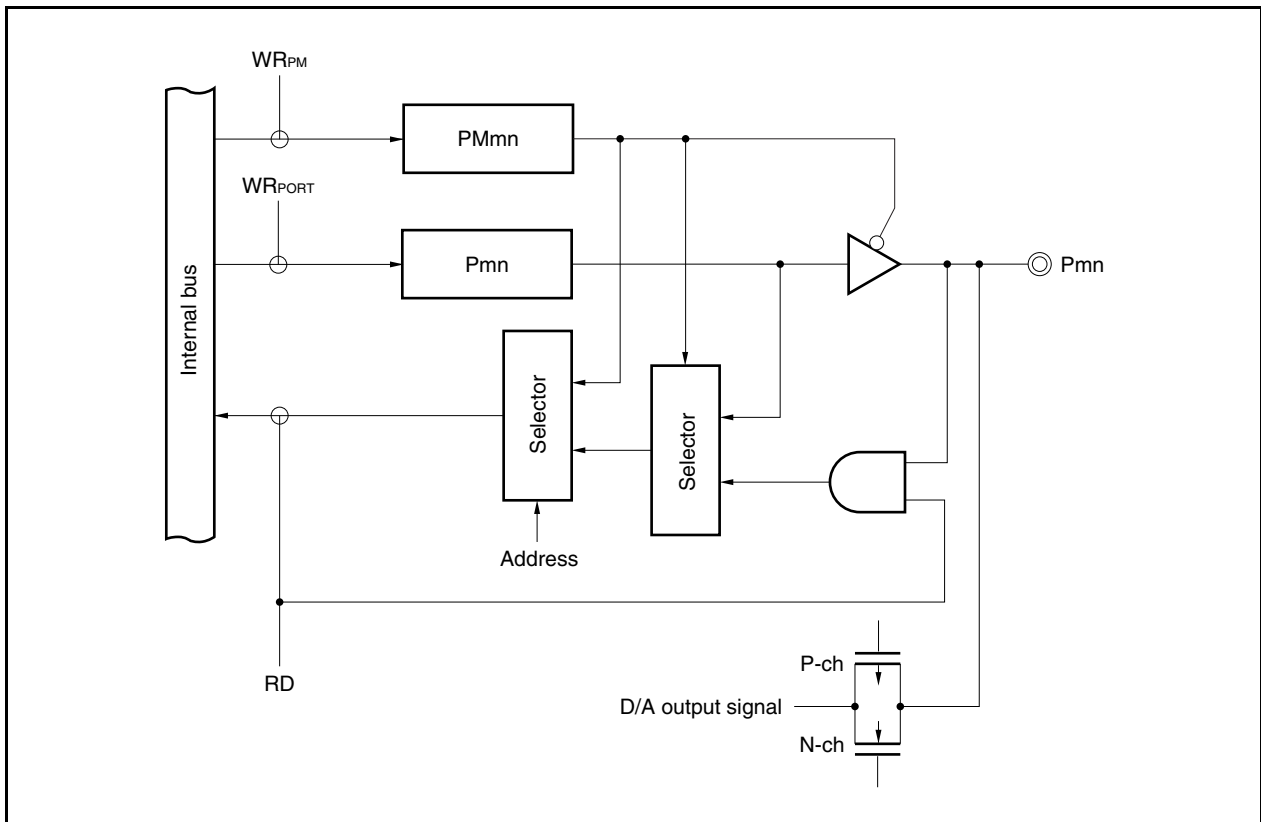 WRPM
PMmn
WRPORT
Pmn
Pmn
Internal bus
Selector
Selector
Address
RD
P-ch
D/A output signal
N-ch